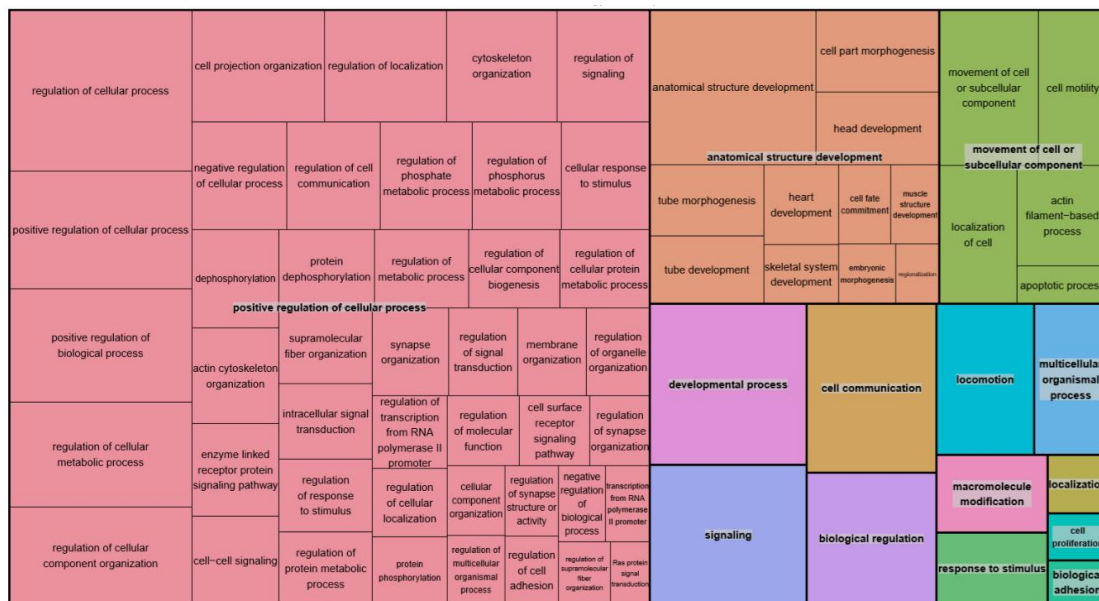 regulation of cellular process
cell projection organization
regulation of localization
cytoskeleton
organization
regulation of
signaling
negative regulation
of cellular process
regulation of cell
communication
regulation of
phosphate
metabolic process
regulation of
phosphorus
metabolic process
cellular response
to stimulus
positive regulation of cellular process
dephosphorylation
protein
dephosphorylation
regulation of
metabolic process
regulation of
cellular component
biogenesis
regulation of
cellular protein
metabolic process
positive regulation of cellular process
positive regulation of
biological process
actin cytoskeleton
organization
supramolecular
fiber organization
synapse
organization
regulation
of signal
transduction
membrane
organization
regulation
of organelle
organization
intracellular signal
transduction
regulation of
transcription
from RNA
polymerase II
promoter
regulation
of molecular
function
cell surface
receptor
signaling
pathway
regulation
of synapse
organization
regulation of cellular
metabolic process
enzyme linked
receptor protein
signaling pathway
regulation
of response
to stimulus
regulation
of cellular
localization
cellular
component
organization
regulation
of synapse
structure or
activity
negative
regulation
of
biological
process
transcription
from RNA
polymerase
II promoter
regulation of cellular
component organization
cell−cell signaling
regulation of
protein metabolic
process
protein
phosphorylation
regulation of
multicellular
organismal
process
regulation
of cell
adhesion
regulation of
supramolecular
fiber
organization
Ras protein
signal
transduction
anatomical structure development
cell part morphogenesis
head development
anatomical structure development
tube morphogenesis
heart
development
cell fate
commitment
muscle
structure
development
tube development
skeletal system
development
embryonic
morphogenesis
regionalization
movement of cell
or subcellular
component
cell motility
movement of cell or
subcellular component
localization
of cell
actin
filament−based
process
apoptotic process
developmental process
cell communication
locomotion
multicellular
organismal
process
signaling
biological regulation
macromolecule
modification
localization
cell
proliferation
response to stimulus
biological
adhesion